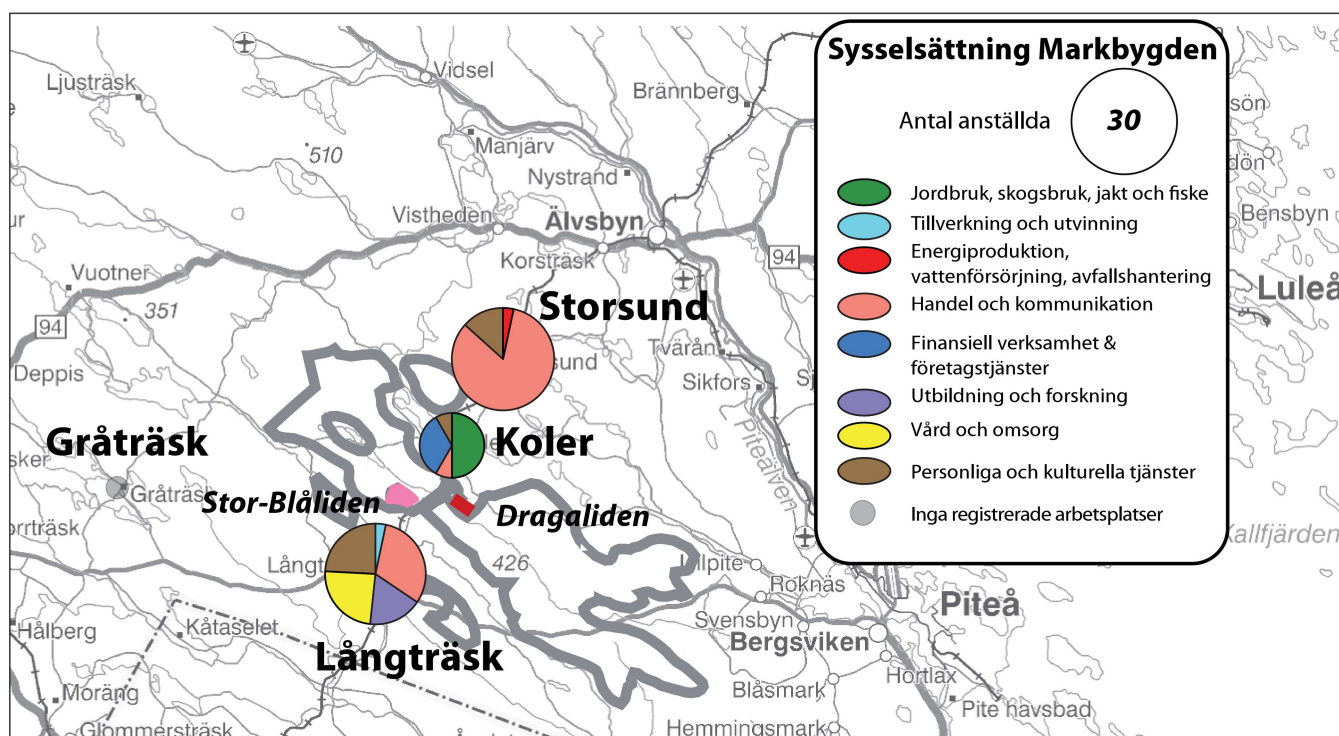 Sysselsättning Markbygden
Antal anställda 30
Jordbruk, skogsbruk, jakt och fiske
Tillverkning och utvinning
Energiproduktion,
vattenförsörjning, avfallshantering
Handel och kommunikation
Finansiell verksamhet &
företagstjänster
Utbildning och forskning
Vård och omsorg
Personliga och kulturella tjänster
Inga registrerade arbetsplatser
Vidsel
Ljusträsk
Brännberg
510
Manjärv
Nystrand
Vistheden
Älvsbyn
Korsträsk
Bensbyn
94
Vuotner
351
94
Luleå
Storsund
Tvärån
Deppis
Sikfors
Piteälven
Gråträsk
Koler
Gråträsk
Stor-Blåliden
Dragaliden
Kallfjärden
426
Roknäs
Svensbyn
Piteå
Hålberg
Kåtaselet
Bergsviken
Långträsk
Hortlax
Moräng
Blåsmark
Pite havsbad
Glommersträsk
Hemmingsmark